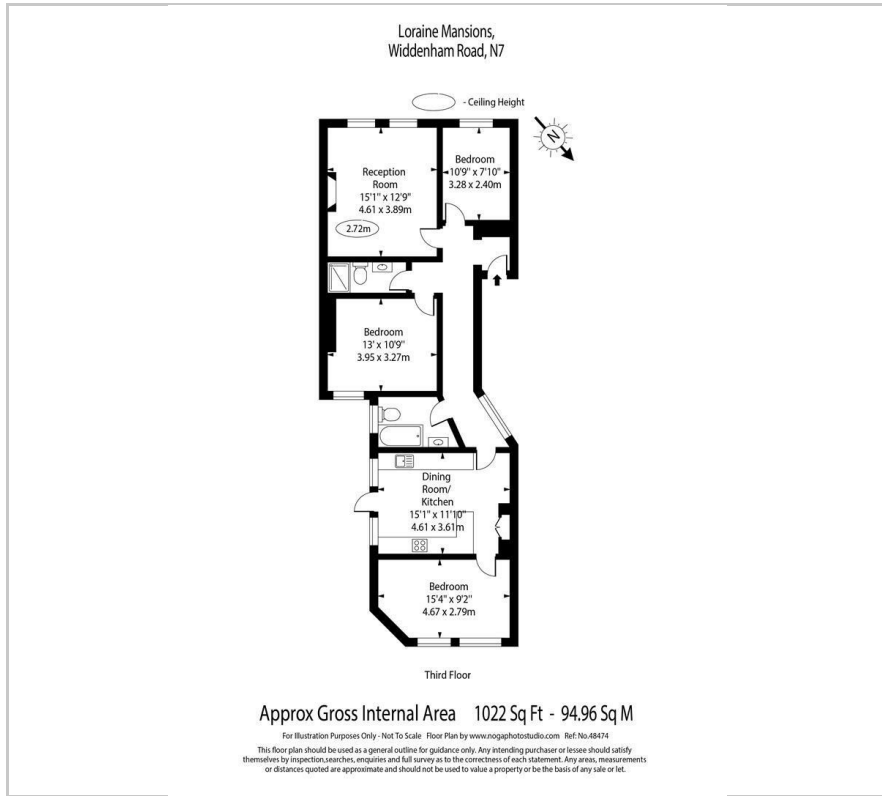 Loraine Mansions,
Widdenham Road, N7
- Ceiling Height
N
Reception
Room
15'1" x 12'9"
4.61 x 3.89m
2.72m
Bedroom
10'9" x 7'10"
3.28 x 2.40m
Bedroom
13' x 10'9"
3.95 x 3.27m
Dining
Room/
Kitchen
15'1" x 11'10"
4.61 x 3.61m
Bedroom
15'4" x 9'2"
4.67 x 2.79m
Third Floor
Approx Gross Internal Area 1022 Sq Ft - 94.96 Sq M
For Illustration Purposes Only - Not To Scale Floor Plan by www.nogaphotostudio.com Ref: No.48474
This floor plan should be used as a general outline for guidance only. Any intending purchaser or lessee should satisfy
themselves by inspection,searches, enquiries and full survey as to the correctness of each statement. Any areas, measurements
or distances quoted are approximate and should not be used to value a property or be the basis of any sale or let.